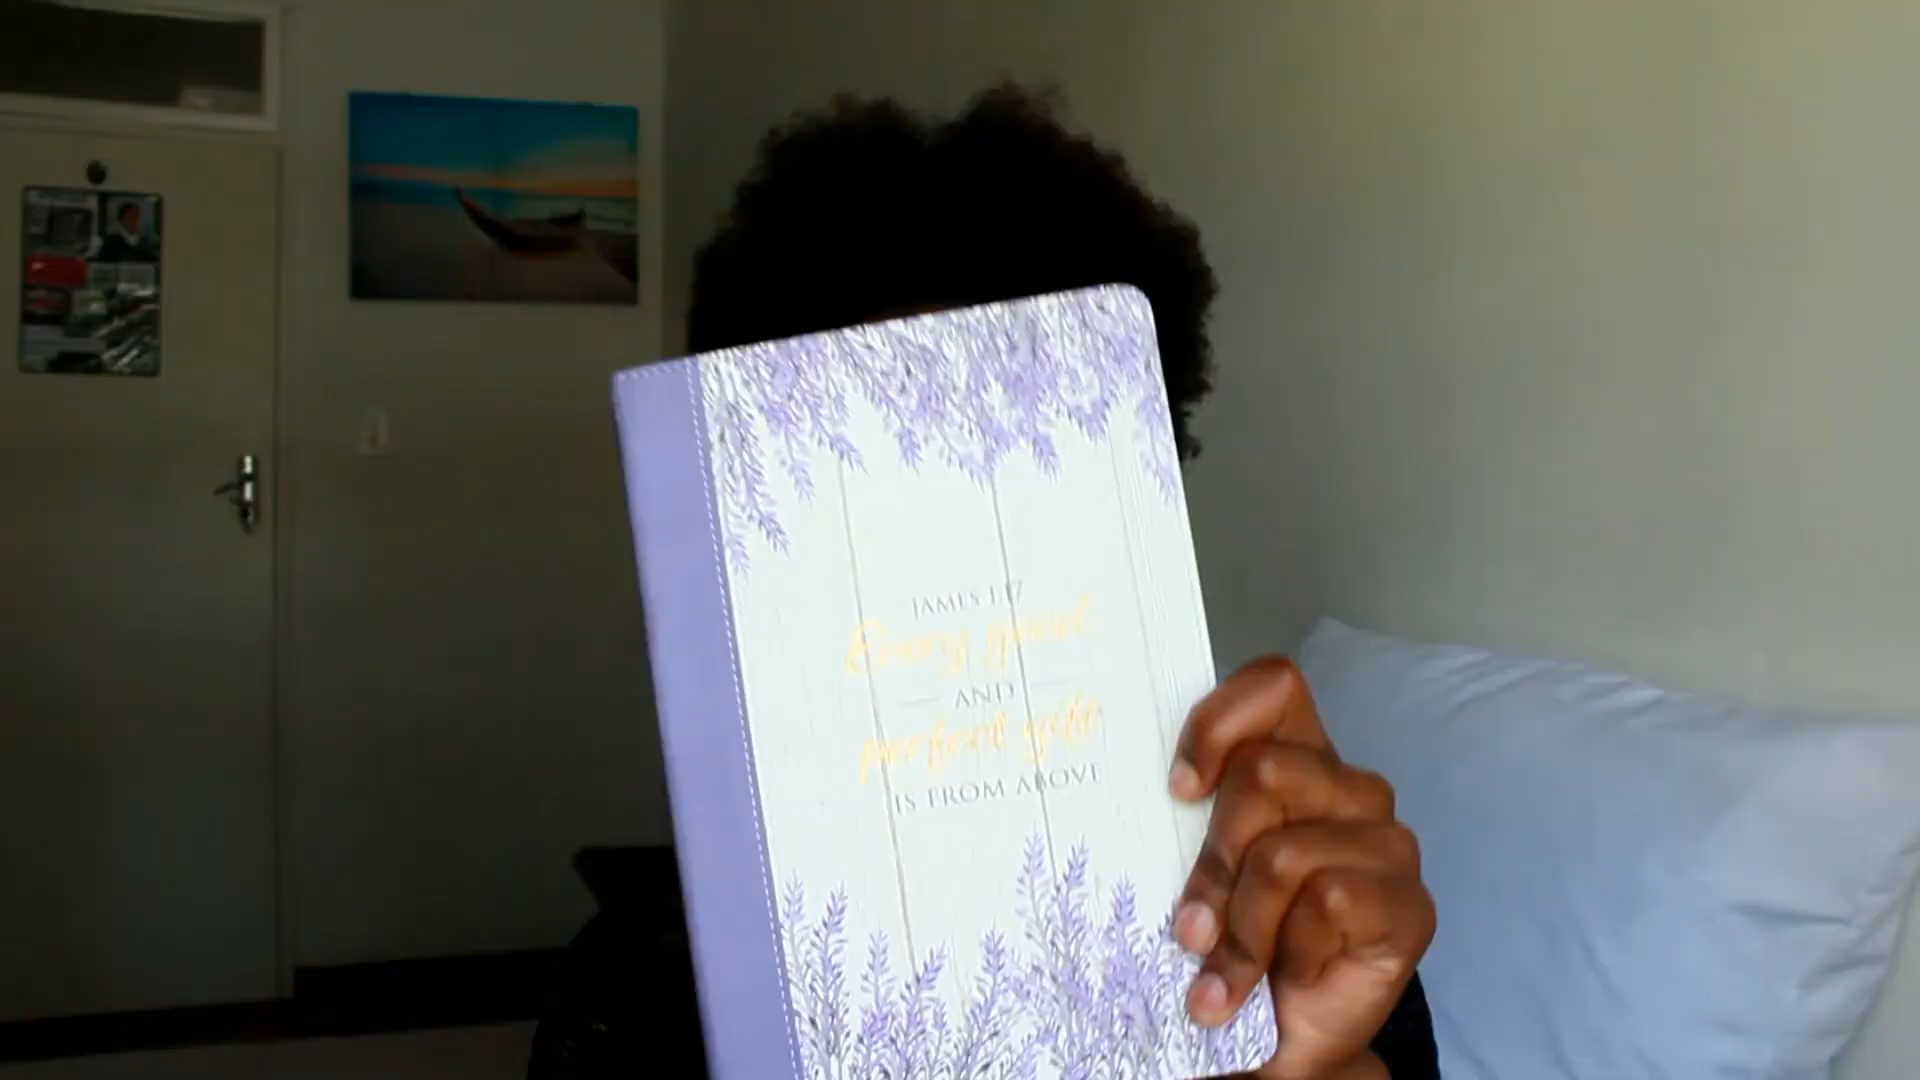 JAMES 1:17
Every good
AND
perfect gift
IS FROM ABOVE